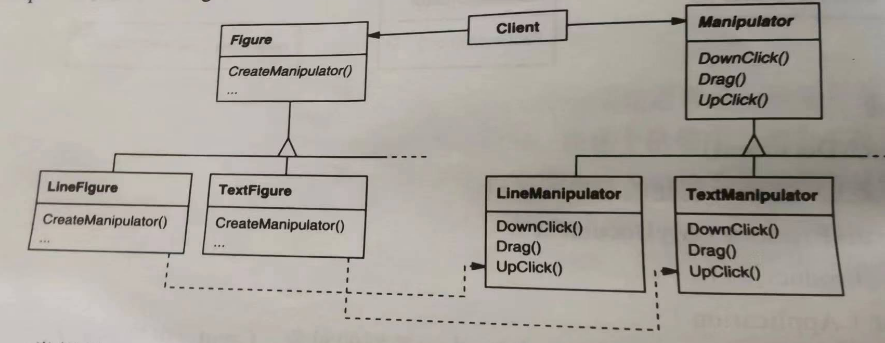 Figure
CreateManipulator()
...
Client
Manipulator
DownClick()
Drag()
UpClick()
LineFigure
CreateManipulator()
...
TextFigure
CreateManipulator()
...
LineManipulator
DownClick()
Drag()
UpClick()
TextManipulator
DownClick()
Drag()
UpClick()